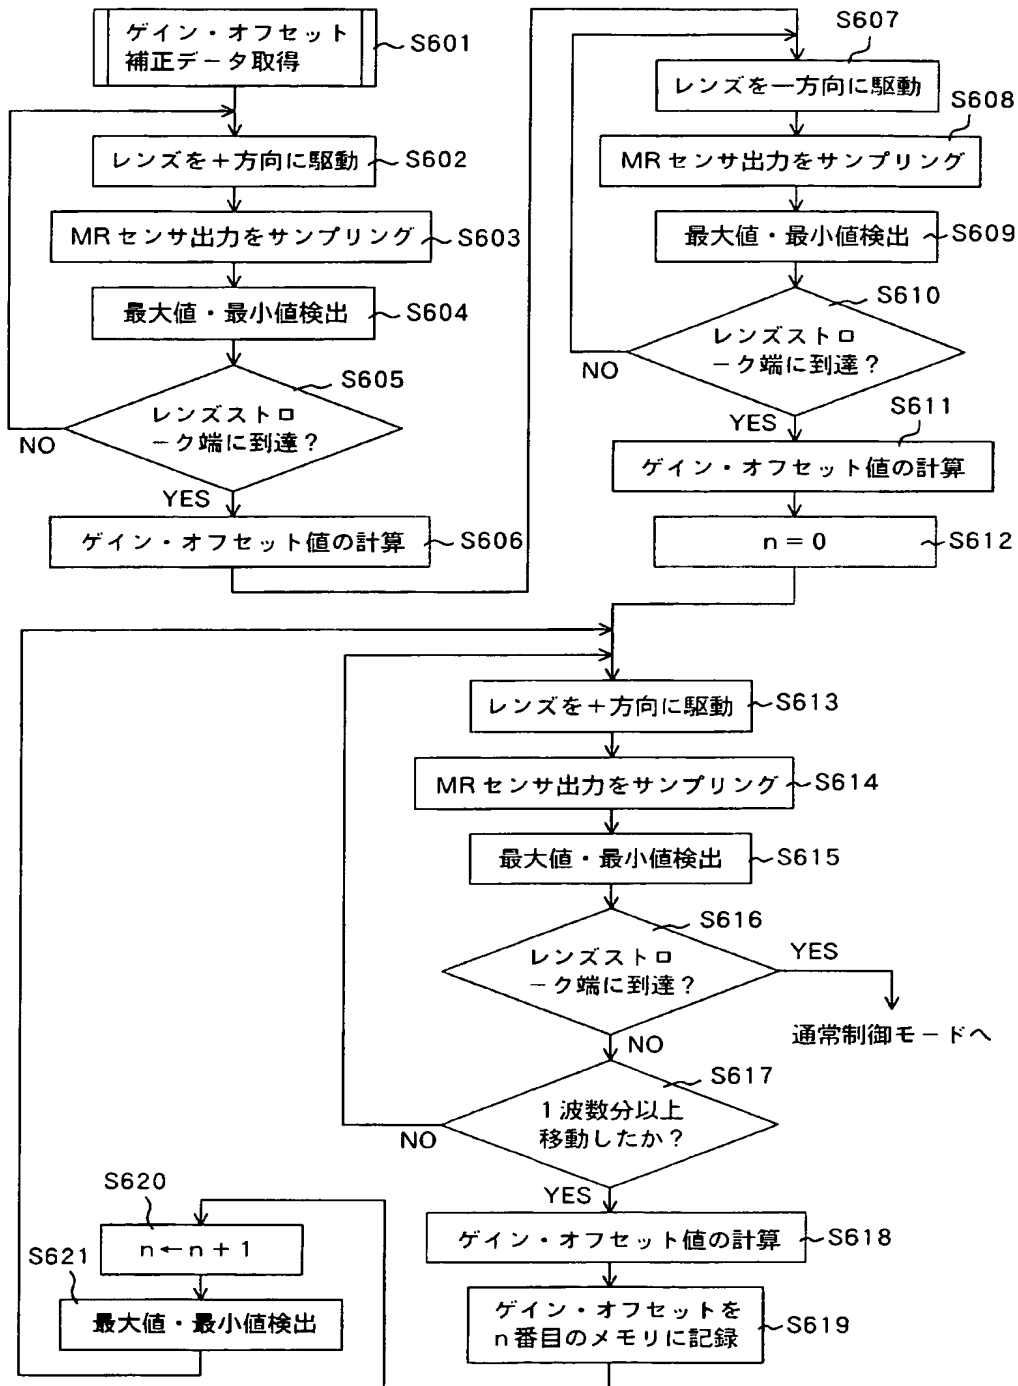 ゲイン・オフセット
補正データ取得
S601
レンズを+方向に駆動
S602
MRセンサ出力をサンプリング
S603
最大値・最小値検出
S604
S605
レンズストロ
ーク端に到達?
NO
YES
ゲイン・オフセット値の計算
S606
S607
レンズを−方向に駆動
S608
MRセンサ出力をサンプリング
最大値・最小値検出
S609
S610
レンズストロ
ーク端に到達?
NO
YES
S611
ゲイン・オフセット値の計算
n=0
S612
レンズを+方向に駆動
S613
MRセンサ出力をサンプリング
S614
最大値・最小値検出
S615
S616
レンズストロ
ーク端に到達?
YES
通常制御モードへ
NO
S617
1波数分以上
移動したか?
NO
YES
ゲイン・オフセット値の計算
S618
ゲイン・オフセットを
n番目のメモリに記録
S619
S620
n←n+1
S621
最大値・最小値検出